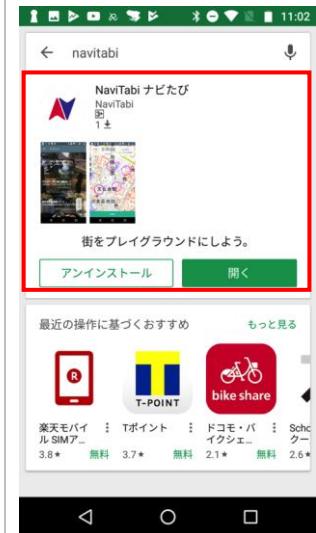 11:02
navitabi
NaviTabi ナビたび
NaviTabi
3+
1
街をプレイグラウンドにしよう。
アンインストール
開く
最近の操作に基づくおすすめ
もっと見る
R
T-POINT
bike share
楽天モバイ
ル SIMア...
3.8★ 無料
Tポイント
3.7★ 無料
ドコモ・バ
イクシェ...
2.1★ 無料
Scho
クー
2.6★